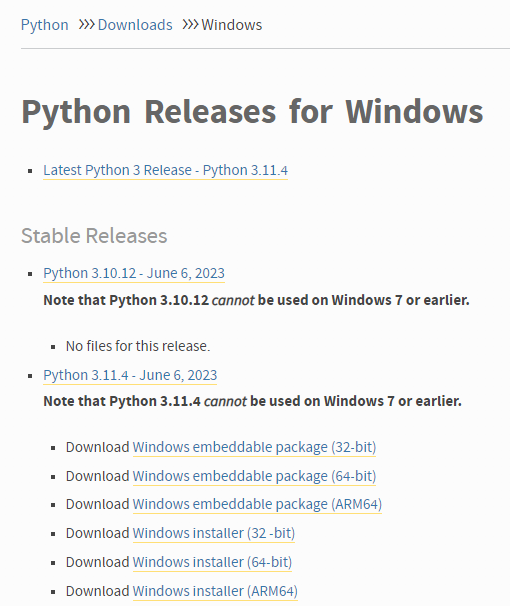 Python >>> Downloads >>> Windows
Python Releases for Windows
Latest Python 3 Release - Python 3.11.4
Stable Releases
Python 3.10.12 - June 6, 2023
Note that Python 3.10.12 cannot be used on Windows 7 or earlier.
No files for this release.
Python 3.11.4 - June 6, 2023
Note that Python 3.11.4 cannot be used on Windows 7 or earlier.
Download Windows embeddable package (32-bit)
Download Windows embeddable package (64-bit)
Download Windows embeddable package (ARM64)
Download Windows installer (32 -bit)
Download Windows installer (64-bit)
Download Windows installer (ARM64)